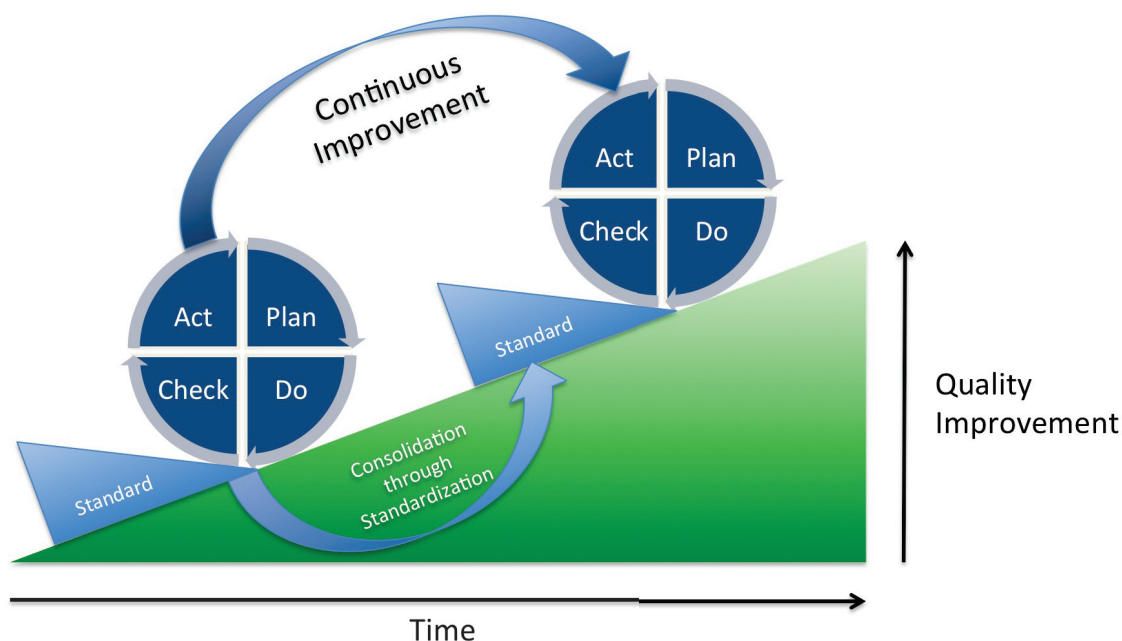 Continuous
Improvement
Act
Plan
Check
Do
Act
Plan
Check
Do
Standard
Standard
Consolidation
through
Standardization
Quality
Improvement
Time